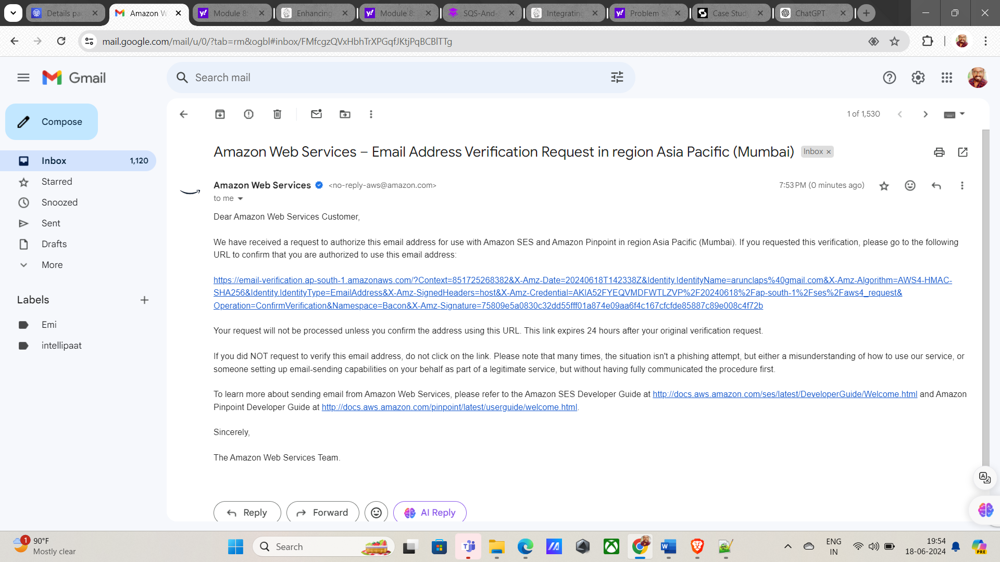 Details pa
Amazon W
Module 8
Enhancing
Module 8
SQS-And-
Integratin
Problem S
Case Stud
ChatGPT
mail.google.com/mail/u/0/?tab=rm&ogbl#inbox/FMfcgzQVxHbhTrXPGqfJKtjPqBCBlTTg
Gmail
Search mail
Compose
1 of 1,530
Inbox 1,120
Starred
Snoozed
Sent
Drafts
More
Labels
Emi
intellipaat
Amazon Web Services – Email Address Verification Request in region Asia Pacific (Mumbai) Inbox
Amazon Web Services <no-reply-aws@amazon.com> 7:53 PM (0 minutes ago)
to me
Dear Amazon Web Services Customer,
We have received a request to authorize this email address for use with Amazon SES and Amazon Pinpoint in region Asia Pacific (Mumbai). If you requested this verification, please go to the following
URL to confirm that you are authorized to use this email address:
https://email-verification.ap-south-1.amazonaws.com/?Context=851725268382&X-Amz-Date=20240618T142338Z&Identity.IdentityName=arunclaps%40gmail.com&X-Amz-Algorithm=AWS4-HMAC-
SHA256&Identity.IdentityType=EmailAddress&X-Amz-SignedHeaders=host&X-Amz-Credential=AKIA52FYEQVMDFWTLZVP%2F20240618%2Fap-south-1%2Fses%2Faws4_request&
Operation=ConfirmVerification&Namespace=Bacon&X-Amz-Signature=75809e5a0830c32dd55fff01a874e09aa6f4c167cfcfde85887c89e008c4f72b
Your request will not be processed unless you confirm the address using this URL. This link expires 24 hours after your original verification request.
If you did NOT request to verify this email address, do not click on the link. Please note that many times, the situation isn't a phishing attempt, but either a misunderstanding of how to use our service, or
someone setting up email-sending capabilities on your behalf as part of a legitimate service, but without having fully communicated the procedure first.
To learn more about sending email from Amazon Web Services, please refer to the Amazon SES Developer Guide at http://docs.aws.amazon.com/ses/latest/DeveloperGuide/Welcome.html and Amazon
Pinpoint Developer Guide at http://docs.aws.amazon.com/pinpoint/latest/userguide/welcome.html.
Sincerely,
The Amazon Web Services Team.
Reply
Forward
AI Reply
1
90°F
Mostly clear
Search
ENG
IN
19:54
18-06-2024
PRE